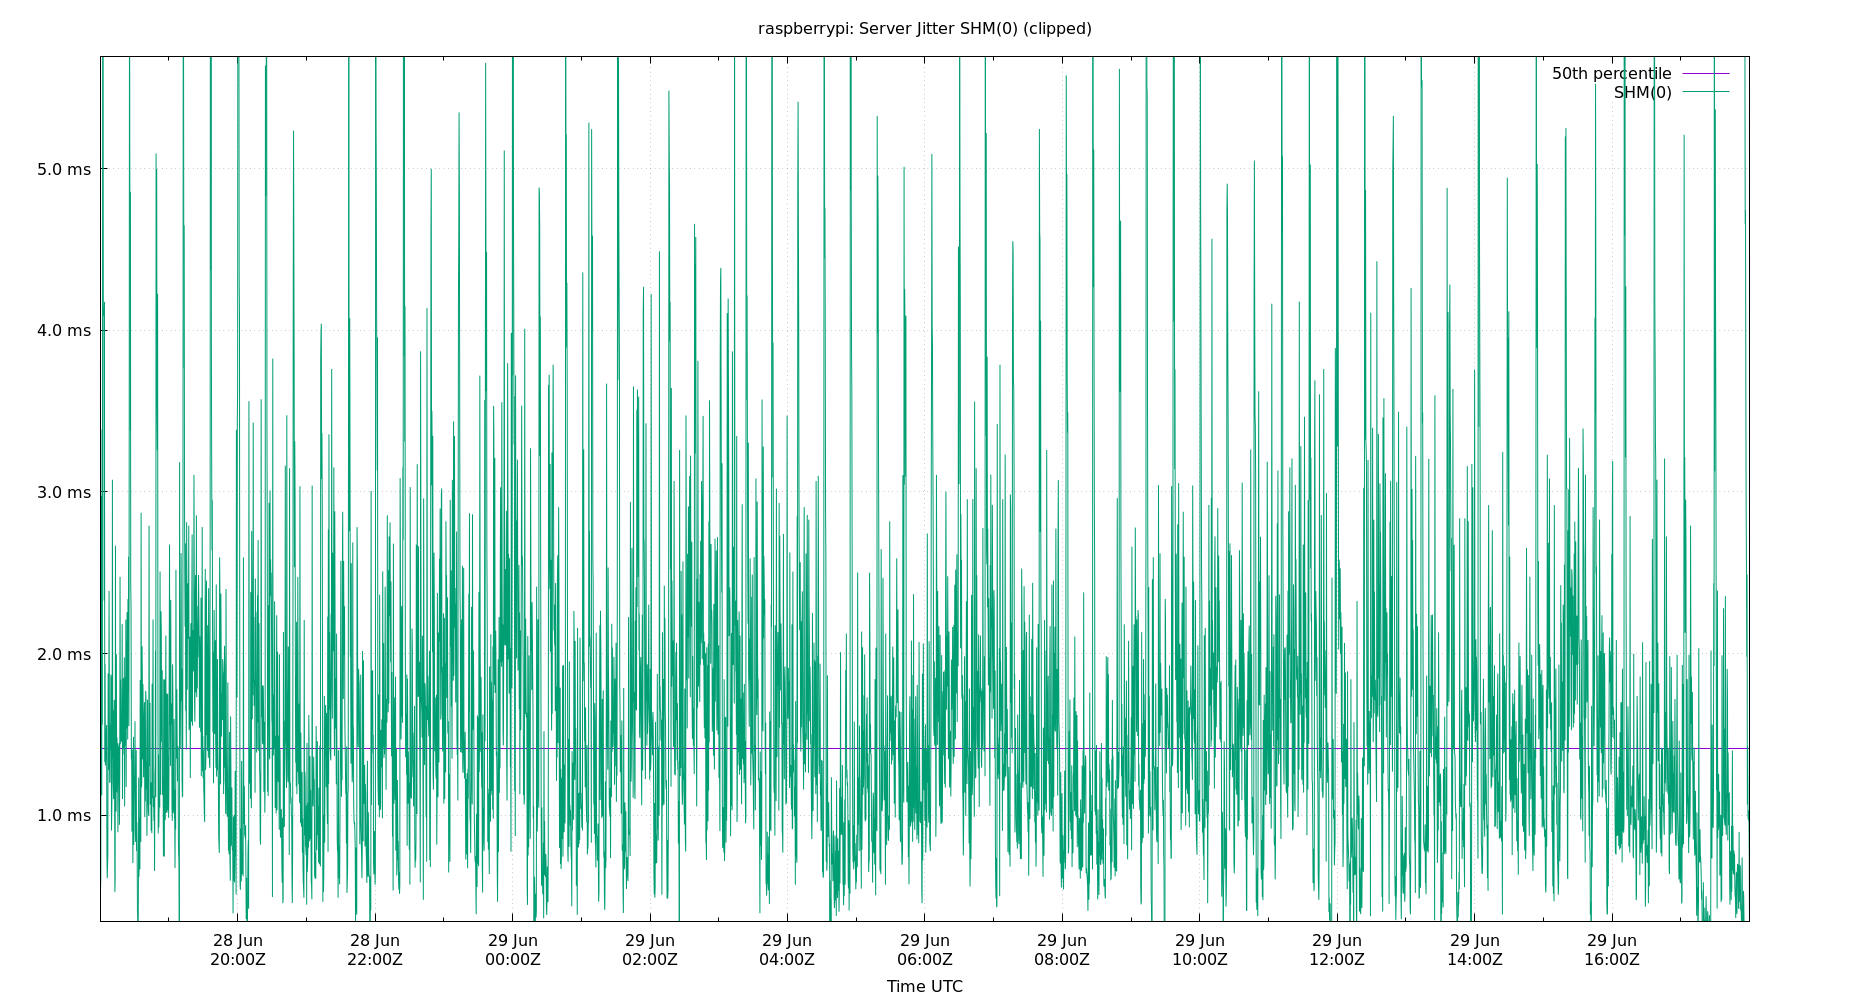 raspberrypi: Server Jitter SHM(0) (clipped)
50th percentile
SHM(0)
5.0 ms
4.0 ms
3.0 ms
2.0 ms
1.0 ms
28 Jun 28 Jun 29 Jun 29 Jun 29 Jun 29 Jun 29 Jun 29 Jun 29 Jun 29 Jun 29 Jun
20:00Z 22:00Z 00:00Z 02:00Z 04:00Z 06:00Z 08:00Z 10:00Z 12:00Z 14:00Z 16:00Z
Time UTC